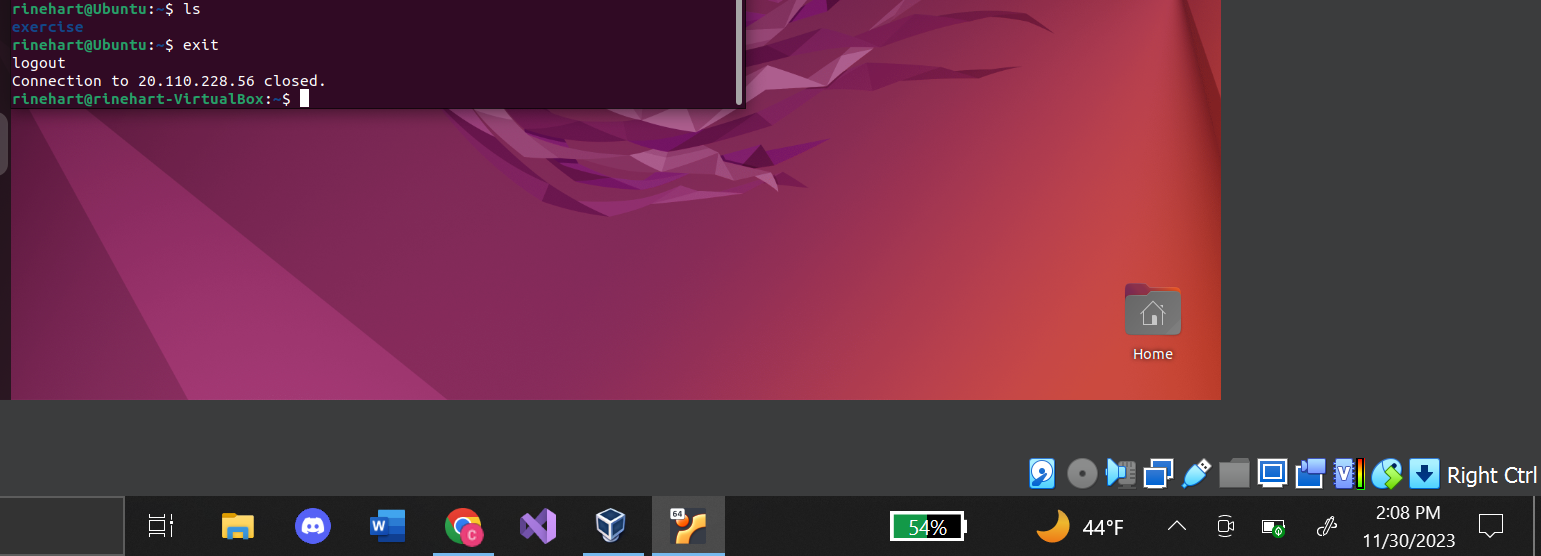 rinehart@Ubuntu:~$ ls
exercise
rinehart@Ubuntu:~$ exit
logout
Connection to 20.110.228.56 closed.
rinehart@rinehart-VirtualBox:~$
Home
V
Right Ctrl
W
C
64
54%
44°F
2:08 PM
11/30/2023